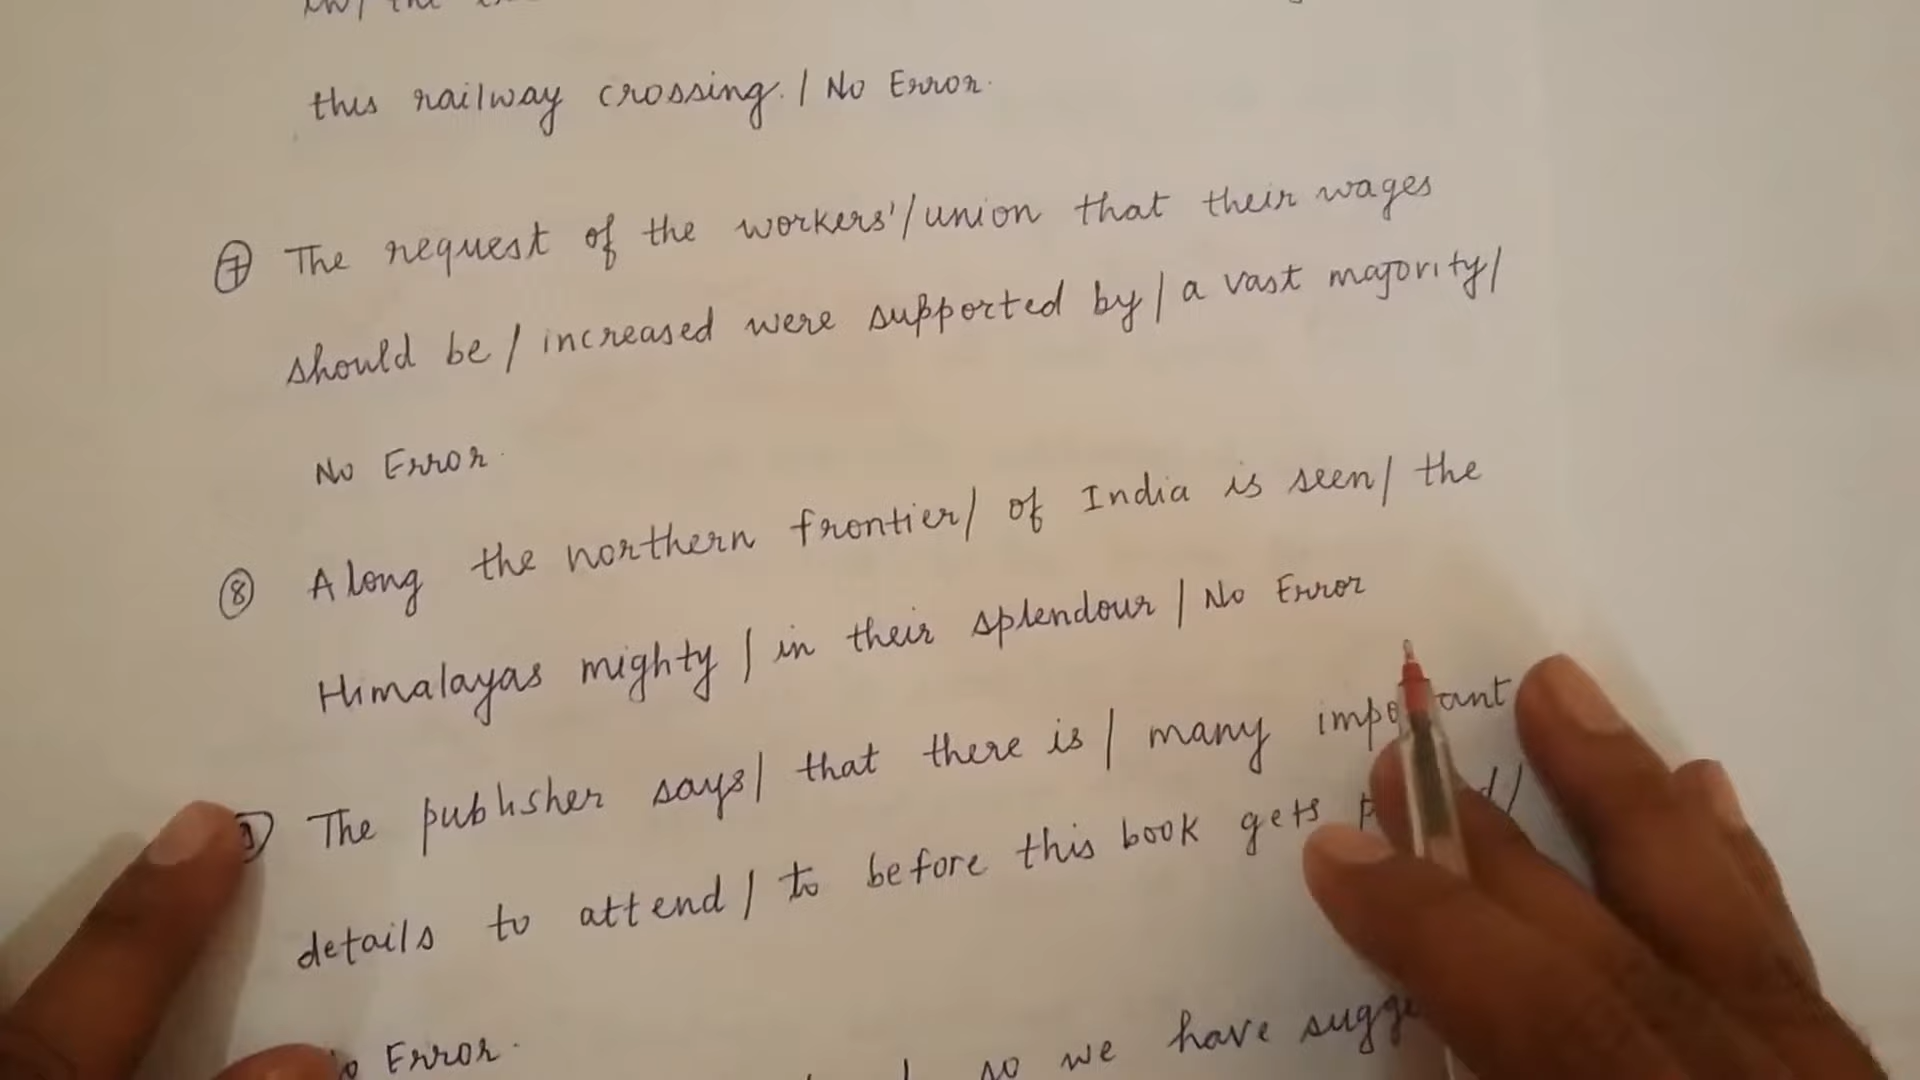 this railway crossing. / No Error.
⑦ The request of the workers' / union that their wages
should be / increased were supported by / a vast majority /
No Error.
⑧ Along the northern frontier / of India is seen / the
Himalayas mighty / in their splendour / No Error
The publisher says / that there is / many important
details to attend / to before this book gets
Error.
so we have